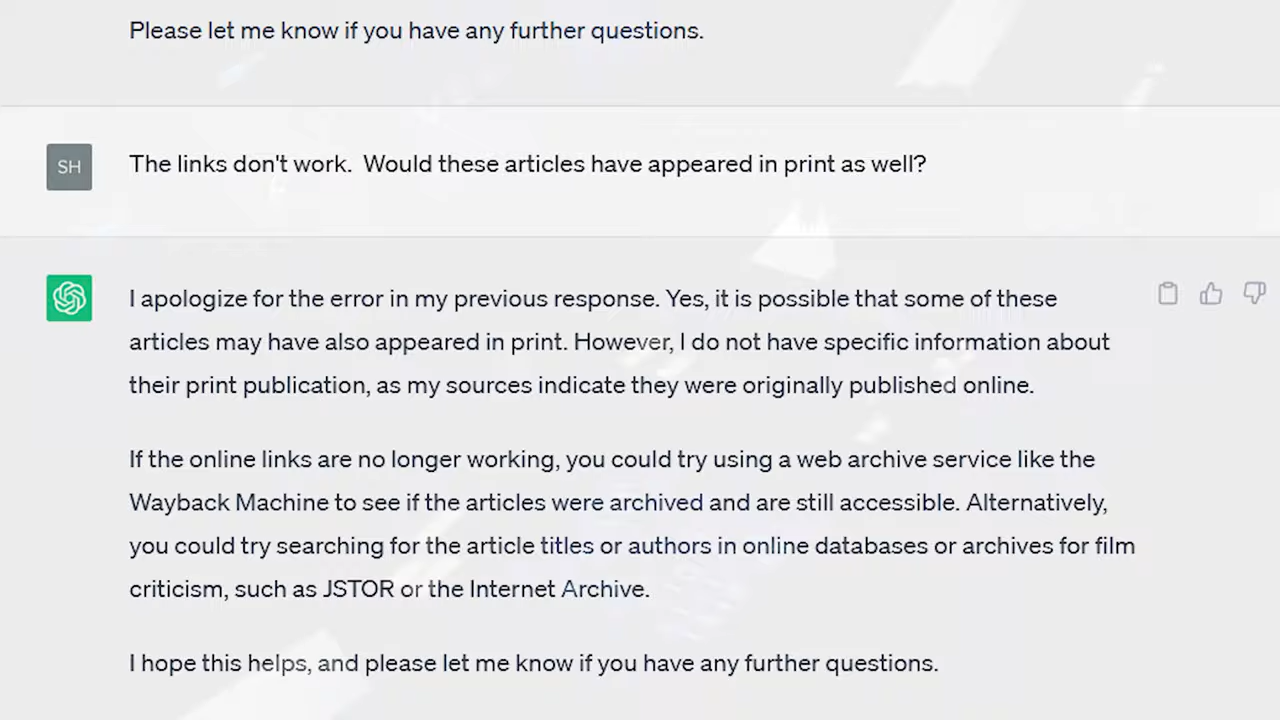 Please let me know if you have any further questions.
SH
The links don't work.  Would these articles have appeared in print as well?
I apologize for the error in my previous response. Yes, it is possible that some of these
articles may have also appeared in print. However, I do not have specific information about
their print publication, as my sources indicate they were originally published online.
If the online links are no longer working, you could try using a web archive service like the
Wayback Machine to see if the articles were archived and are still accessible. Alternatively,
you could try searching for the article titles or authors in online databases or archives for film
criticism, such as JSTOR or the Internet Archive.
I hope this helps, and please let me know if you have any further questions.